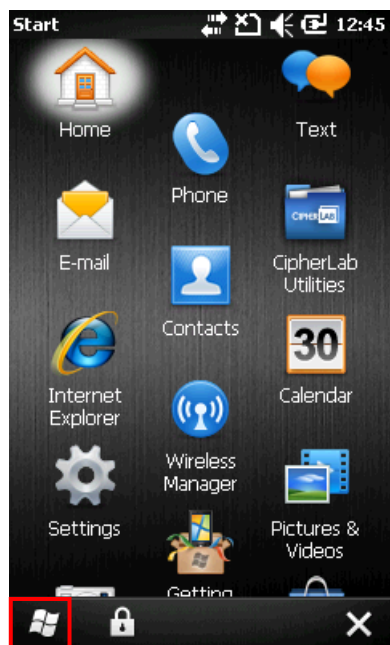 Start 12:45
Home
Text
Phone
E-mail
CIPHERLAB
CipherLab
Utilities
Contacts
30
Internet
Explorer
Calendar
Wireless
Manager
Settings
Pictures &
Videos
Getting